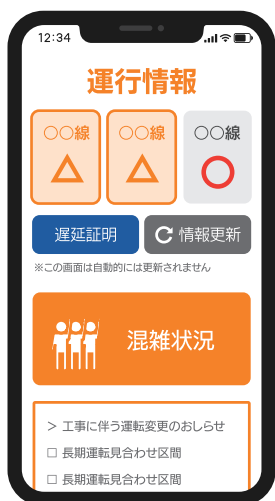 12:34
運行情報
○○線 ○○線 ○○線
△ △ ○
遅延証明 情報更新
※この画面は自動的には更新されません
混雑状況
＞ 工事に伴う運転変更のおしらせ
□ 長期運転見合わせ区間
□ 長期運転見合わせ区間